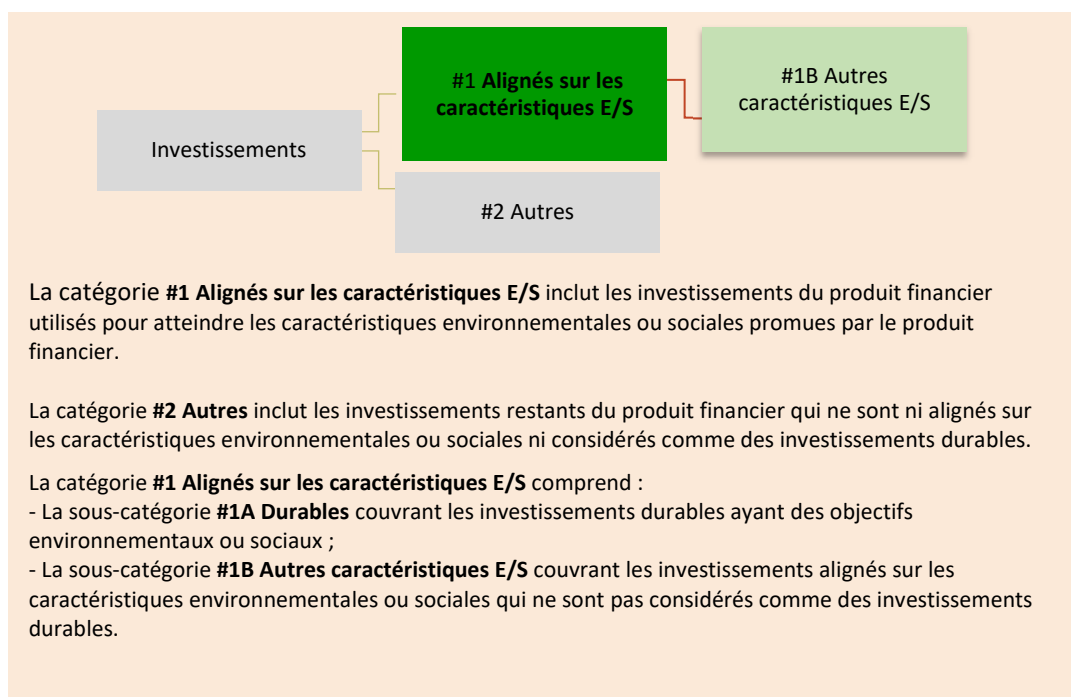 #1 Alignés sur les
caractéristiques E/S
#1B Autres
caractéristiques E/S
Investissements
#2 Autres
La catégorie #1 Alignés sur les caractéristiques E/S inclut les investissements du produit financier
utilisés pour atteindre les caractéristiques environnementales ou sociales promues par le produit
financier.
La catégorie #2 Autres inclut les investissements restants du produit financier qui ne sont ni alignés sur
les caractéristiques environnementales ou sociales ni considérés comme des investissements durables.
La catégorie #1 Alignés sur les caractéristiques E/S comprend :
- La sous-catégorie #1A Durables couvrant les investissements durables ayant des objectifs
environnementaux ou sociaux ;
- La sous-catégorie #1B Autres caractéristiques E/S couvrant les investissements alignés sur les
caractéristiques environnementales ou sociales qui ne sont pas considérés comme des investissements
durables.